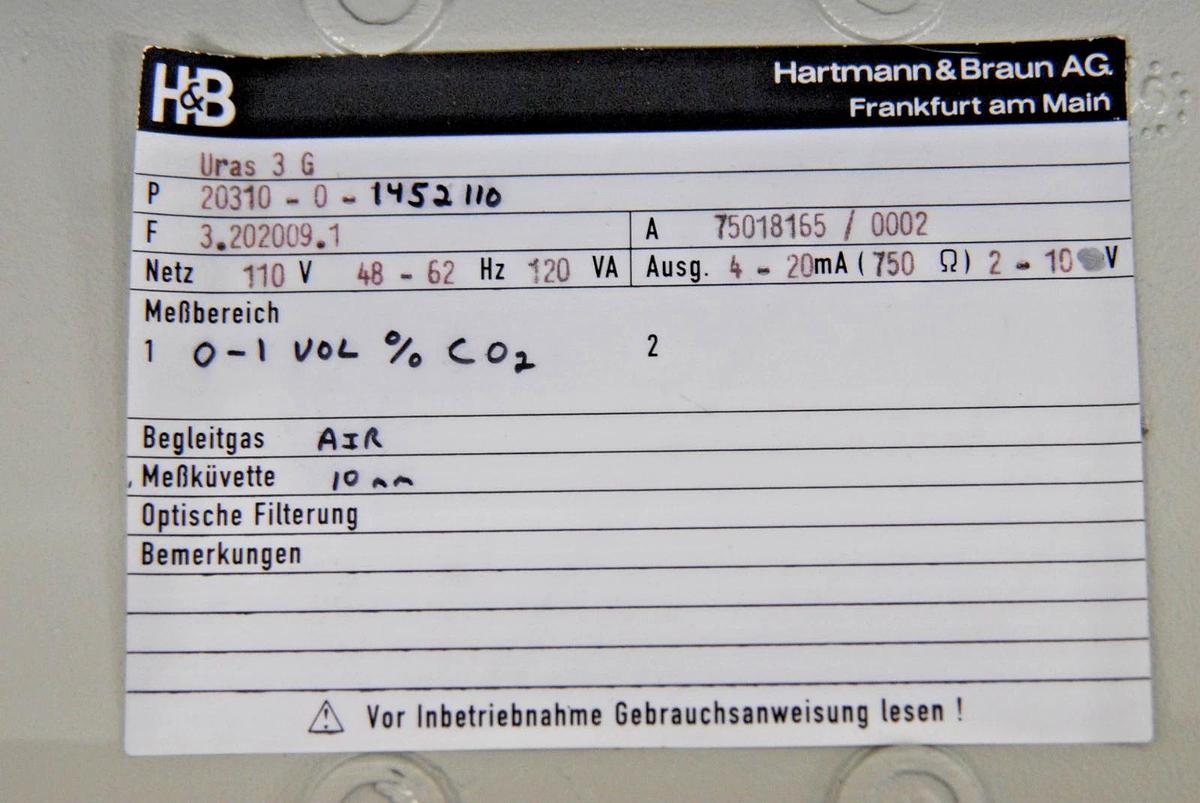 H&B
Hartmann & Braun AG
Frankfurt am Main
Uras 3 G
P 20310 - 0 - 1452110
F 3.202009.1 A 75018165 / 0002
Netz 110 V 48 - 62 Hz 120 VA Ausg. 4 - 20mA ( 750 Ω ) 2 - 10 V
Meßbereich
1 0-1 VOL % CO2 2
Begleitgas AIR
Meßküvette 10 mm
Optische Filterung
Bemerkungen
Vor Inbetriebnahme Gebrauchsanweisung lesen !